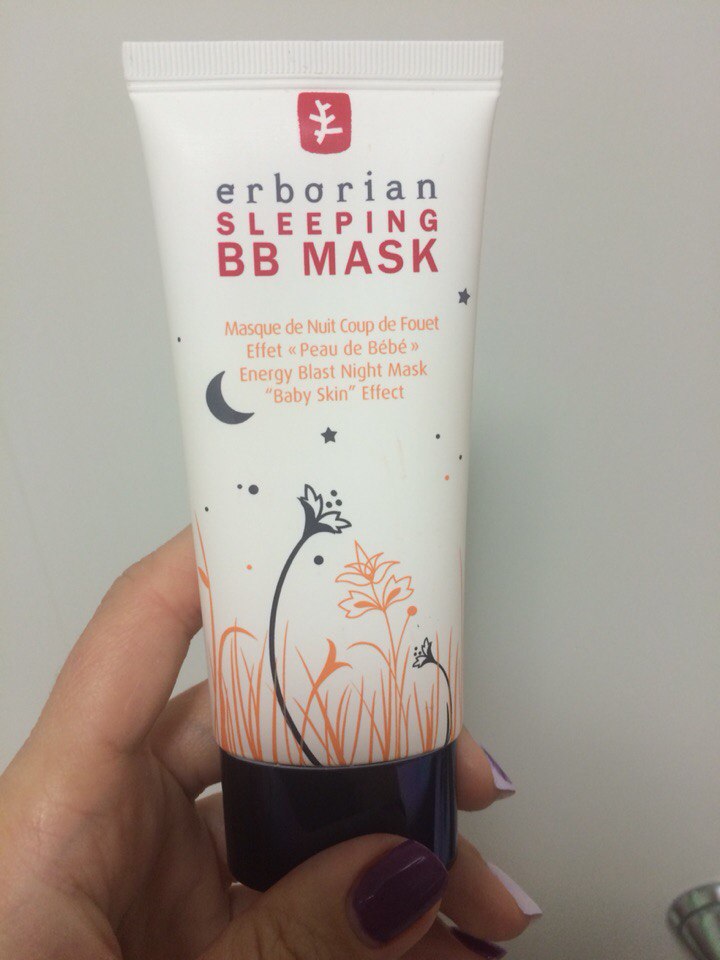 erborian
SLEEPING
BB MASK
Masque de Nuit Coup de Fouet
Effet « Peau de Bébé »
Energy Blast Night Mask
“Baby Skin” Effect